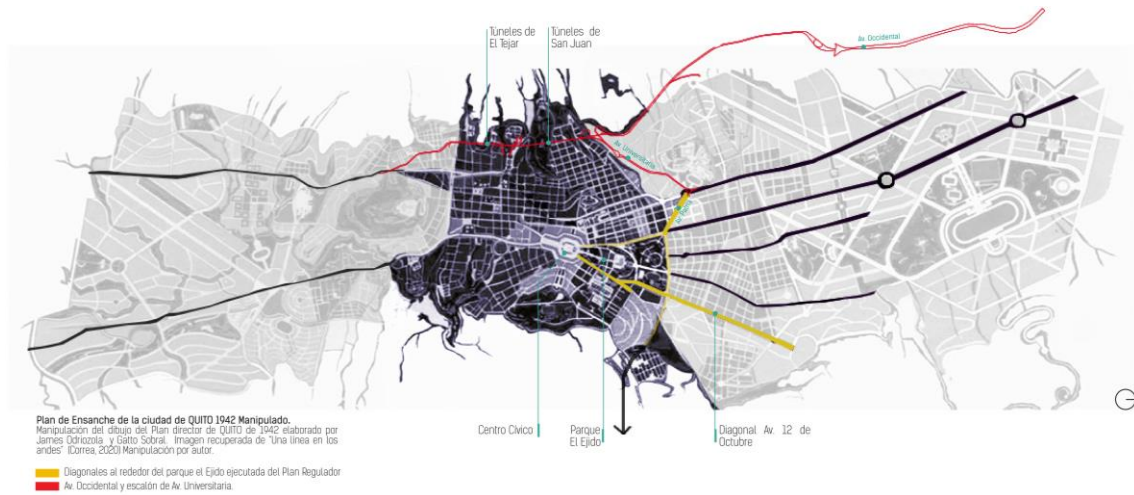 Túneles de
El Tejar
Túneles de
San Juan
Av. Occidental
Av. Universitaria
Centro Cívico
Parque
El Ejido
Diagonal Av. 12 de
Octubre
Plan de Ensanche de la ciudad de QUITO 1942 Manipulado.
Manipulación del dibujo del Plan director de QUITO de 1942 elaborado por
James Odriozola y Gatto Sobral. Imagen recuperada de "Una línea en los
andes" (Correa, 2020) Manipulación por autor.
Diagonales al rededor del parque el Ejido ejecutada del Plan Regulador
Av. Occidental y escalón de Av. Universitaria.